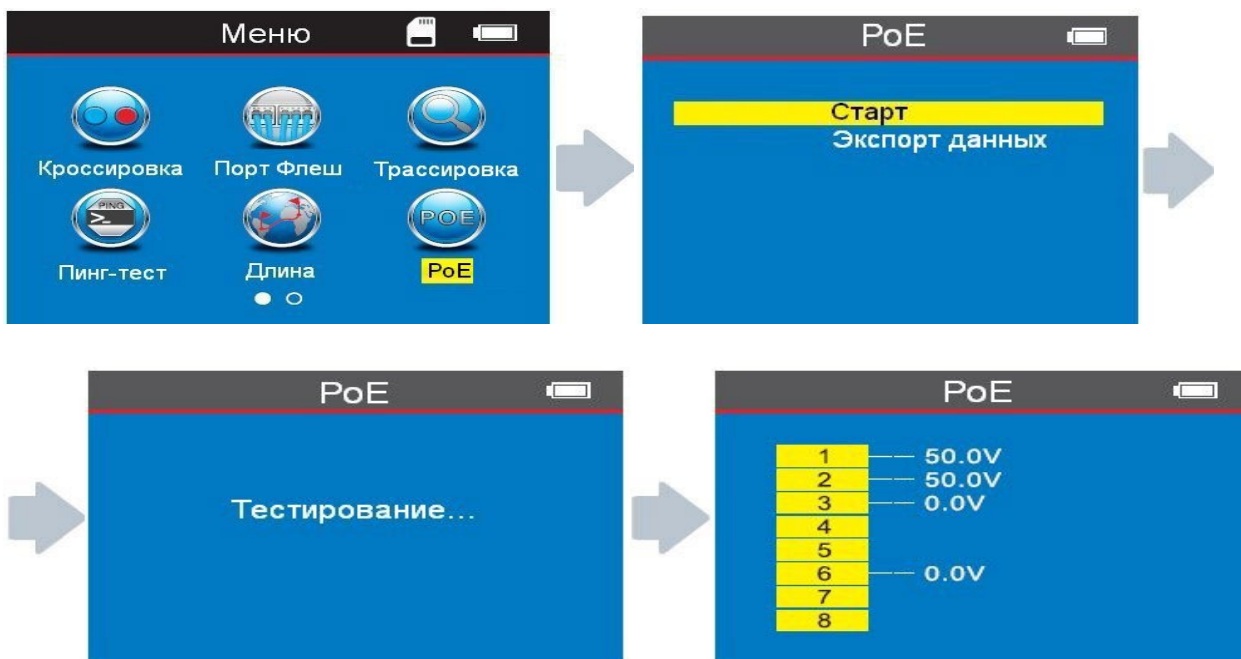 Меню
Кроссировка Порт Флеш Трассировка
PING
>_
POE
Пинг-тест Длина PoE
PoE
Старт
Экспорт данных
PoE
Тестирование...
PoE
1 50.0V
2 50.0V
3 0.0V
4
5
6 0.0V
7
8